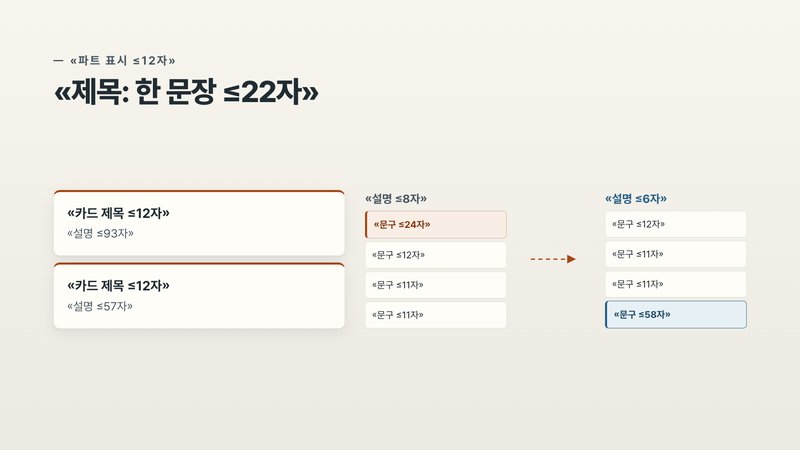 — «파트 표시 ≤12자»
«제목: 한 문장 ≤22자»
«카드 제목 ≤12자»
«설명 ≤93자»
«카드 제목 ≤12자»
«설명 ≤57자»
«설명 ≤8자»
«문구 ≤24자»
«문구 ≤12자»
«문구 ≤11자»
«문구 ≤11자»
«설명 ≤6자»
«문구 ≤12자»
«문구 ≤11자»
«문구 ≤11자»
«문구 ≤58자»